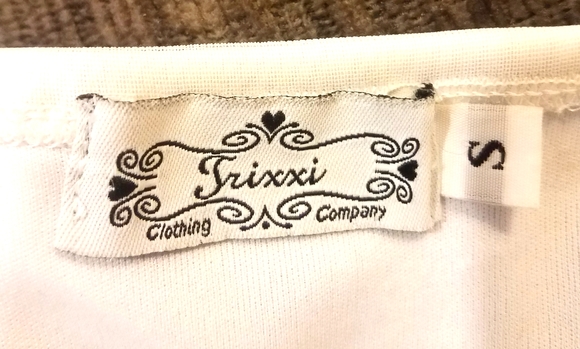 Trixxi
Clothing Company
S